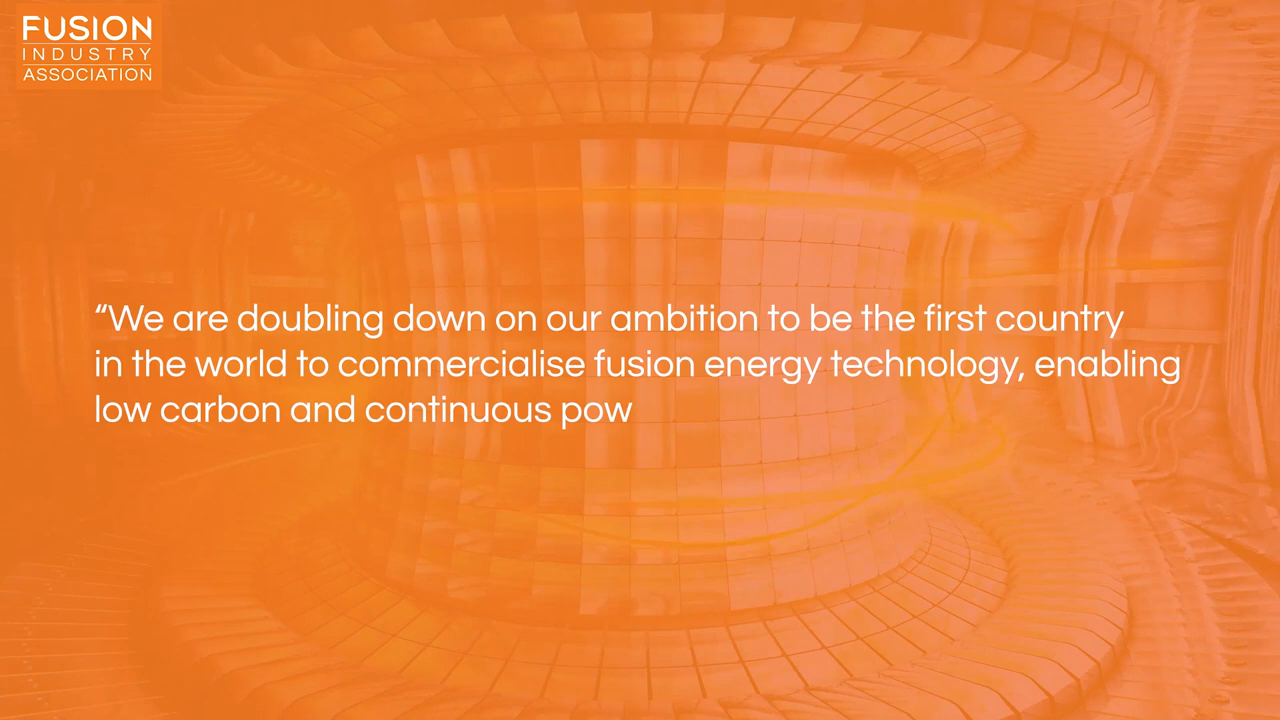 FUSION
INDUSTRY
ASSOCIATION
“We are doubling down on our ambition to be the first country
in the world to commercialise fusion energy technology, enabling
low carbon and continuous pow